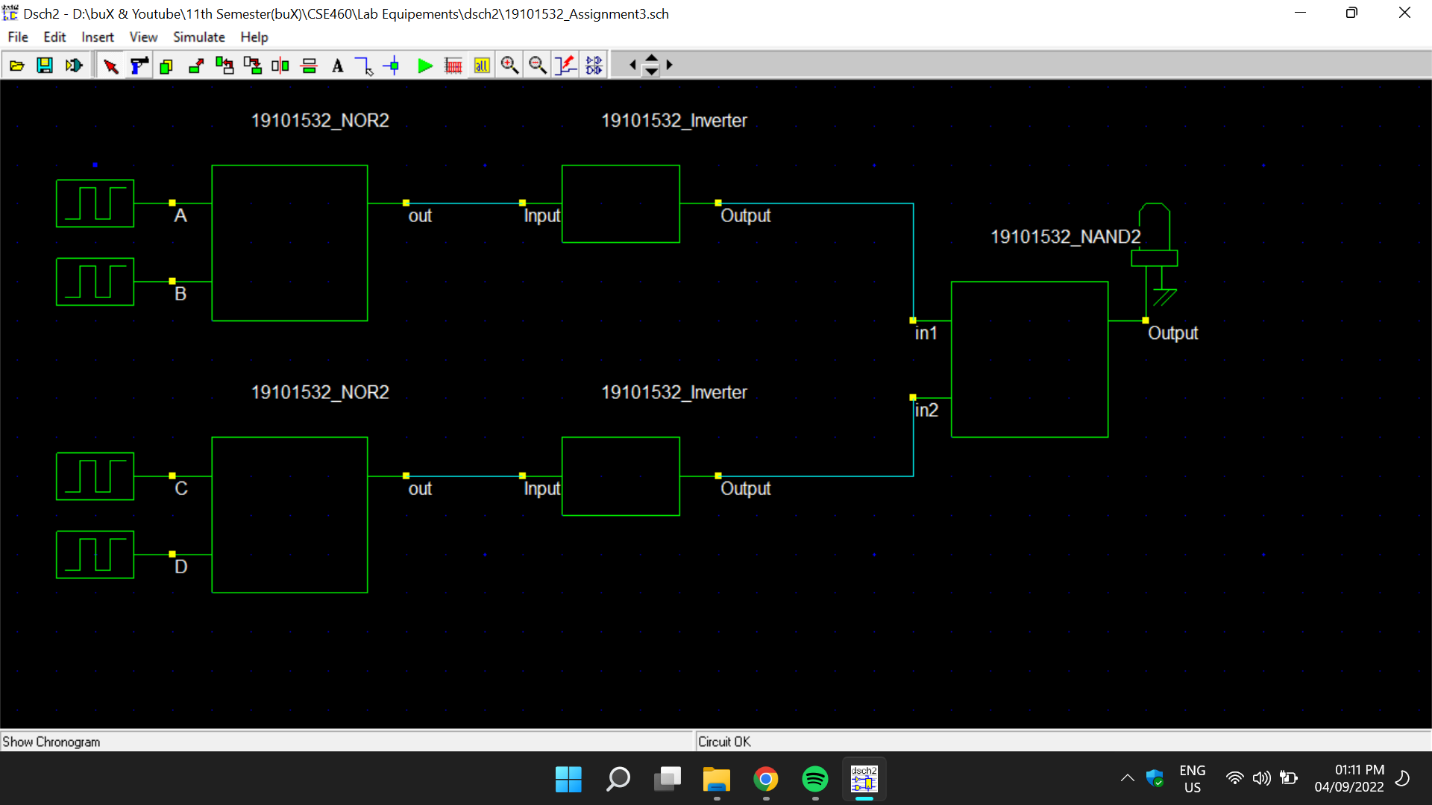 Dsch2 - D:\buX & Youtube\11th Semester(buX)\CSE460\Lab Equipements\dsch2\19101532_Assignment3.sch
File Edit Insert View Simulate Help
A all
19101532_NOR2 19101532_Inverter
A out Input Output
19101532_NAND2
B
in1 Output
19101532_NOR2 19101532_Inverter
in2
C out Input Output
D
Show Chronogram Circuit OK
dsch2
ENG 01:11 PM
US 04/09/2022